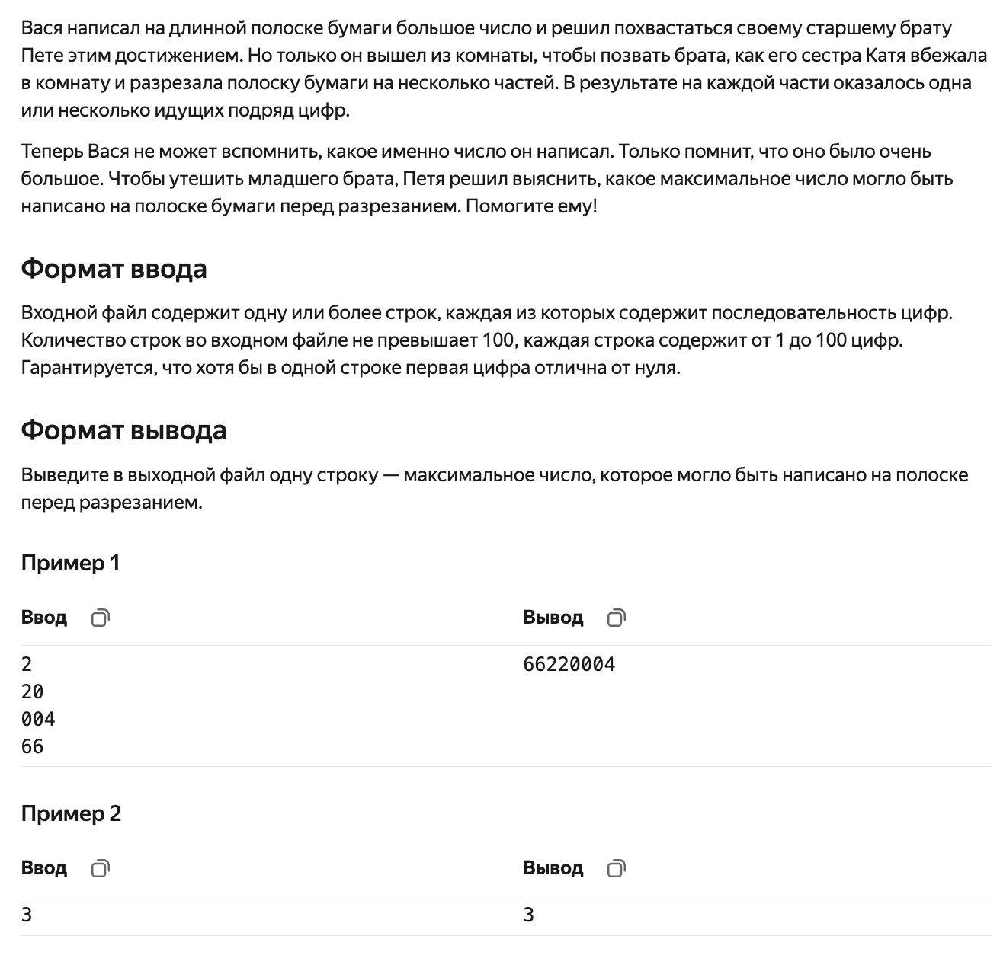 Вася написал на длинной полоске бумаги большое число и решил похвастаться своему старшему брату
Пете этим достижением. Но только он вышел из комнаты, чтобы позвать брата, как его сестра Катя вбежала
в комнату и разрезала полоску бумаги на несколько частей. В результате на каждой части оказалось одна
или несколько идущих подряд цифр.
Теперь Вася не может вспомнить, какое именно число он написал. Только помнит, что оно было очень
большое. Чтобы утешить младшего брата, Петя решил выяснить, какое максимальное число могло быть
написано на полоске бумаги перед разрезанием. Помогите ему!
Формат ввода
Входной файл содержит одну или более строк, каждая из которых содержит последовательность цифр.
Количество строк во входном файле не превышает 100, каждая строка содержит от 1 до 100 цифр.
Гарантируется, что хотя бы в одной строке первая цифра отлична от нуля.
Формат вывода
Выведите в выходной файл одну строку — максимальное число, которое могло быть написано на полоске
перед разрезанием.
Пример 1
Ввод Вывод
2 66220004
20
004
66
Пример 2
Ввод Вывод
3 3